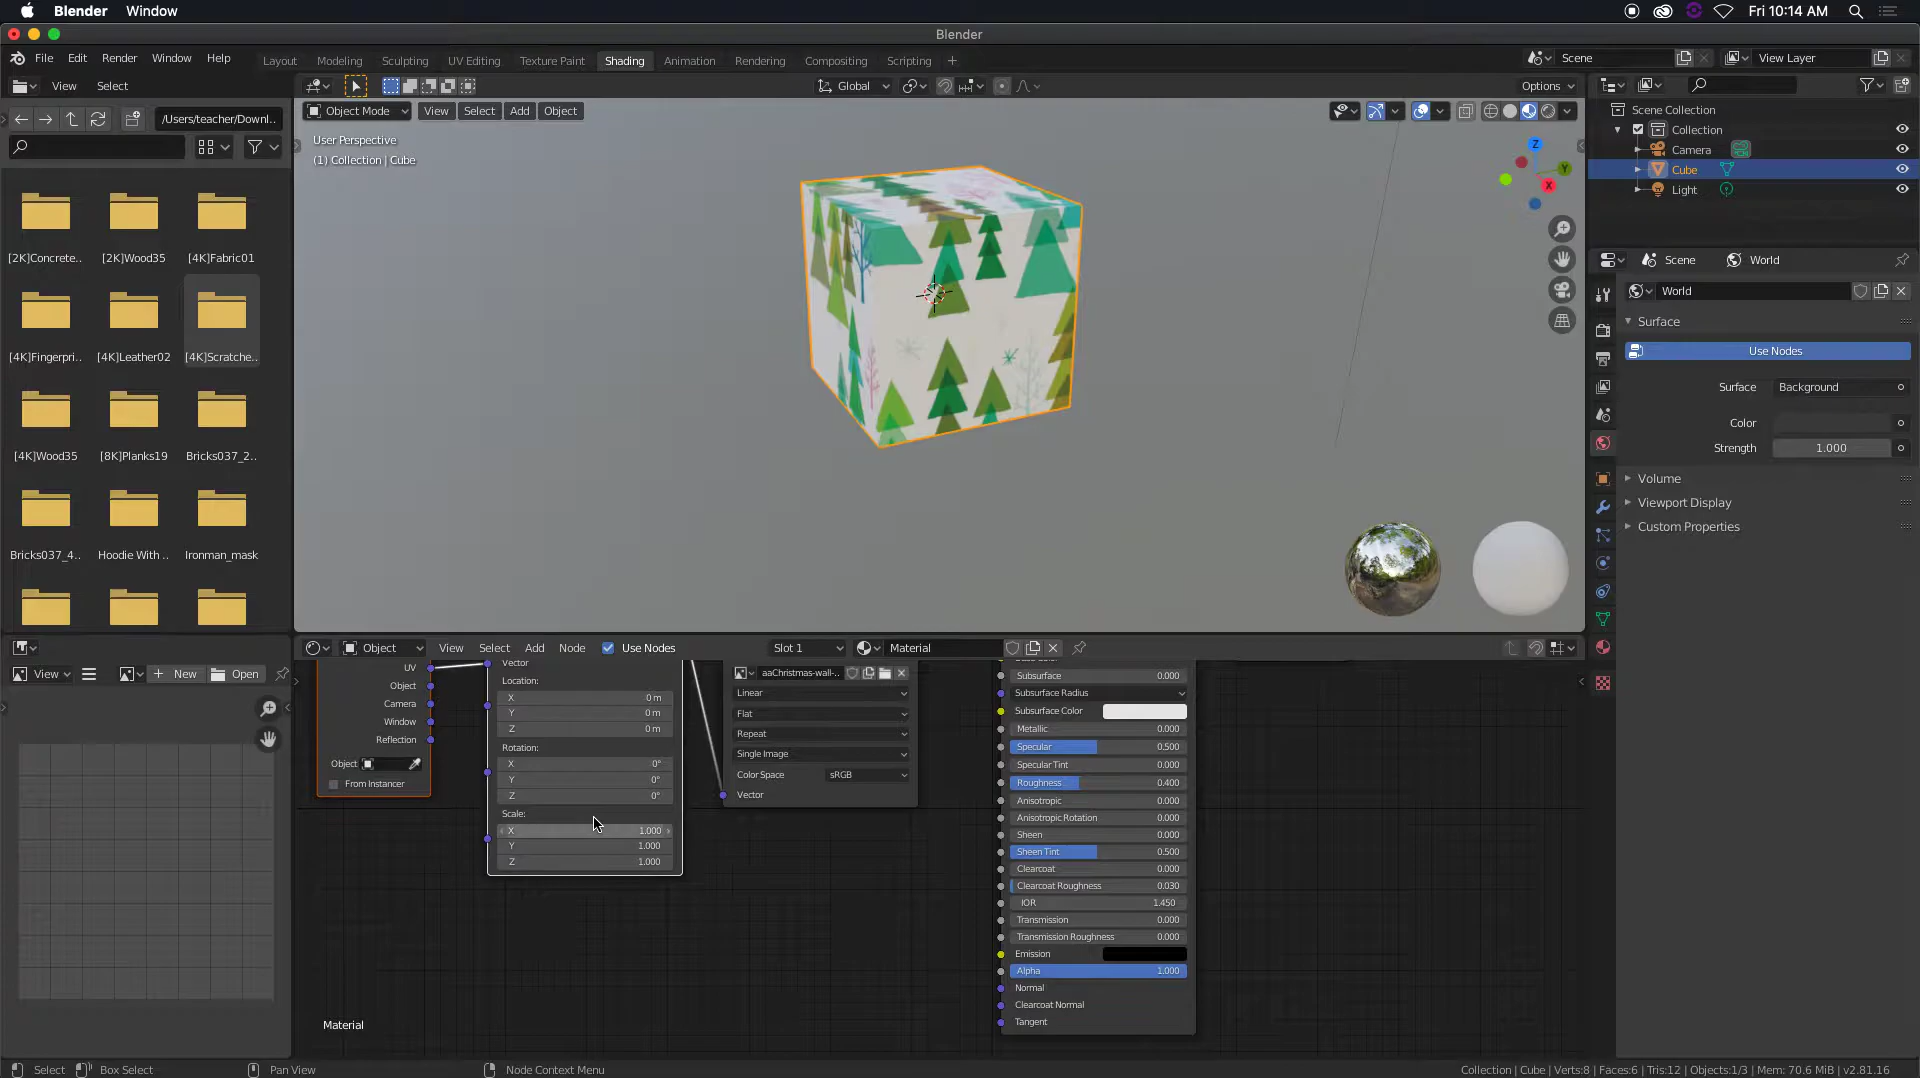 Blender Window Fri 10:14 AM
Blender
File Edit Render Window Help Layout Modeling Sculpting UV Editing Texture Paint Shading Animation Rendering Compositing Scripting + Scene View Layer
View Select Global Options
/Users/teacher/Downl.. Object Mode View Select Add Object
User Perspective
(1) Collection | Cube
Scene Collection
Collection
Camera
Cube
Light
Z
Y
X
[2K]Concrete.. [2K]Wood35 [4K]Fabric01
[4K]Fingerpri... [4K]Leather02 [4K]Scratche..
[4K]Wood35 [8K]Planks19 Bricks037_2..
Bricks037_4.. Hoodie With .. Ironman_mask
Scene World
World
Surface
Use Nodes
Surface Background
Color
Strength 1.000
Volume
Viewport Display
Custom Properties
Object View Select Add Node Use Nodes Slot 1 Material
View New Open
UV
Object
Camera
Window
Reflection
Object
From Instancer
Vector
Location:
X 0 m
Y 0 m
Z 0 m
Rotation:
X 0°
Y 0°
Z 0°
Scale:
X 1.000
Y 1.000
Z 1.000
aaChristmas-wall-..
Linear
Flat
Repeat
Single Image
Color Space sRGB
Vector
Subsurface 0.000
Subsurface Radius
Subsurface Color
Metallic 0.000
Specular 0.500
Specular Tint 0.000
Roughness 0.400
Anisotropic 0.000
Anisotropic Rotation 0.000
Sheen 0.000
Sheen Tint 0.500
Clearcoat 0.000
Clearcoat Roughness 0.030
IOR 1.450
Transmission 0.000
Transmission Roughness 0.000
Emission
Alpha 1.000
Normal
Clearcoat Normal
Tangent
Material
Select Box Select Pan View Node Context Menu Collection | Cube | Verts:8 | Faces:6 | Tris:12 | Objects:1/3 | Mem: 70.6 MiB | v2.81.16